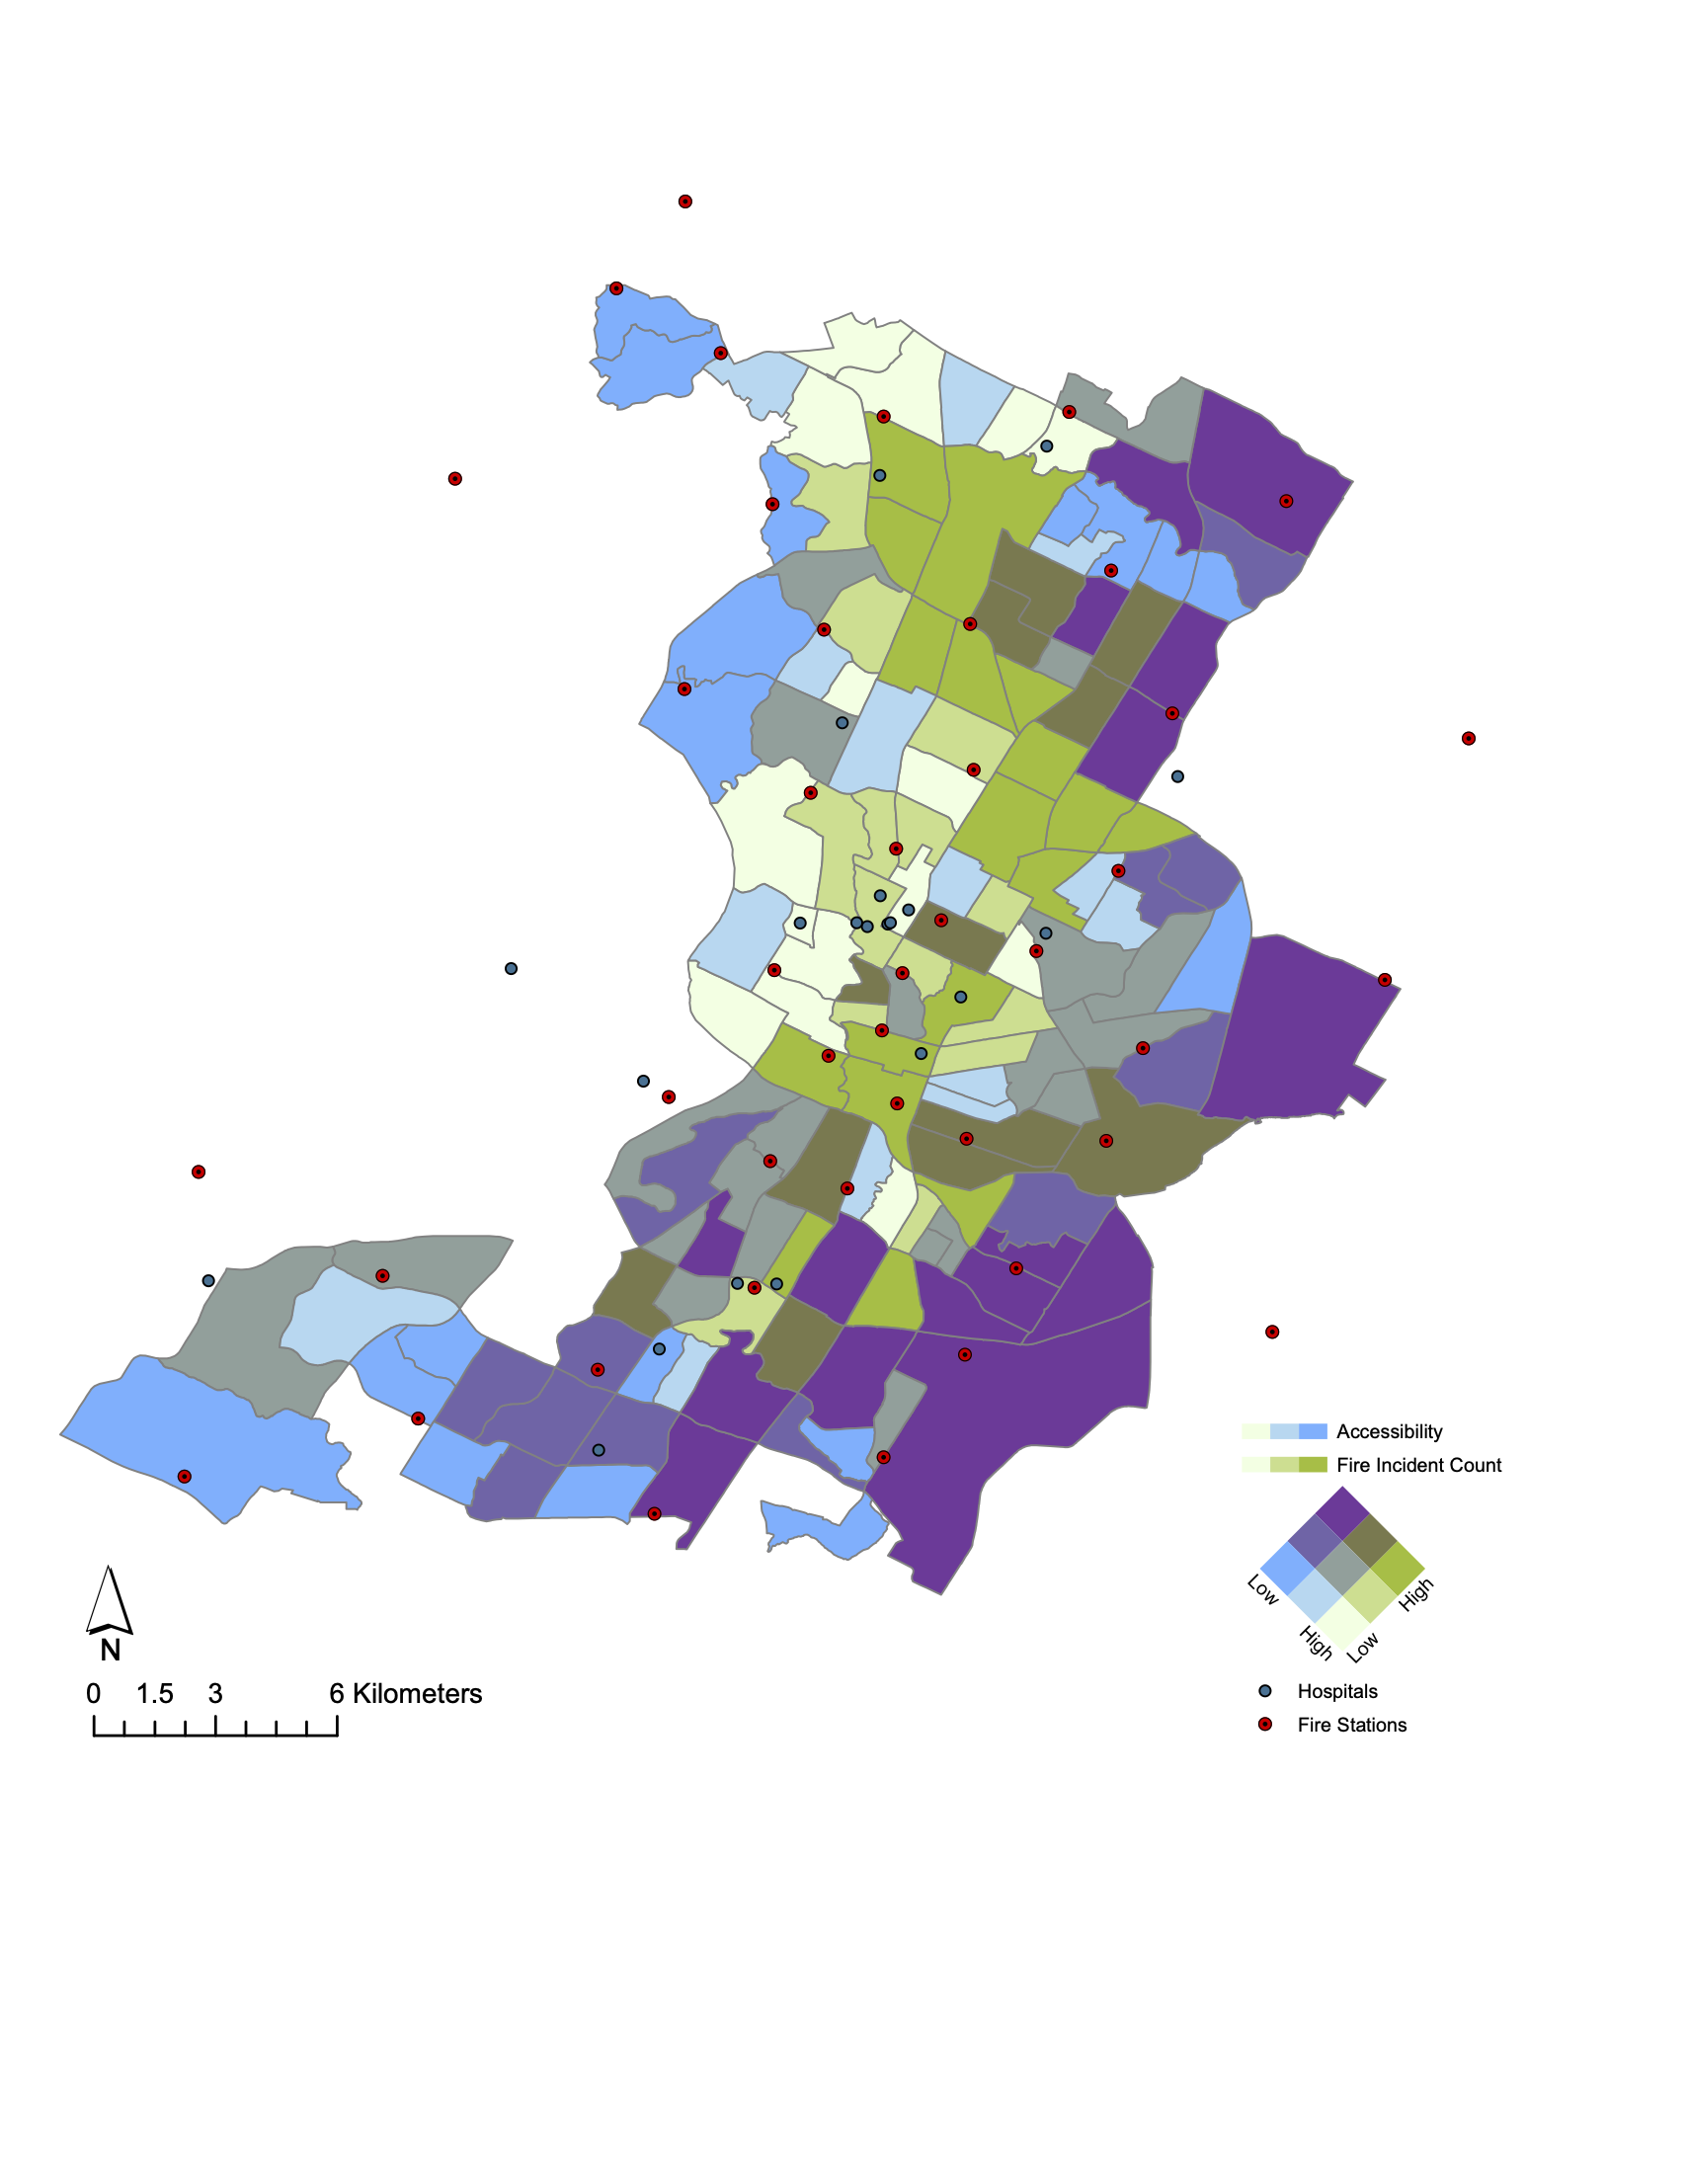 Accessibility
Fire Incident Count
Low
High
High
Low
N
0 1.5 3 6 Kilometers
Hospitals
Fire Stations